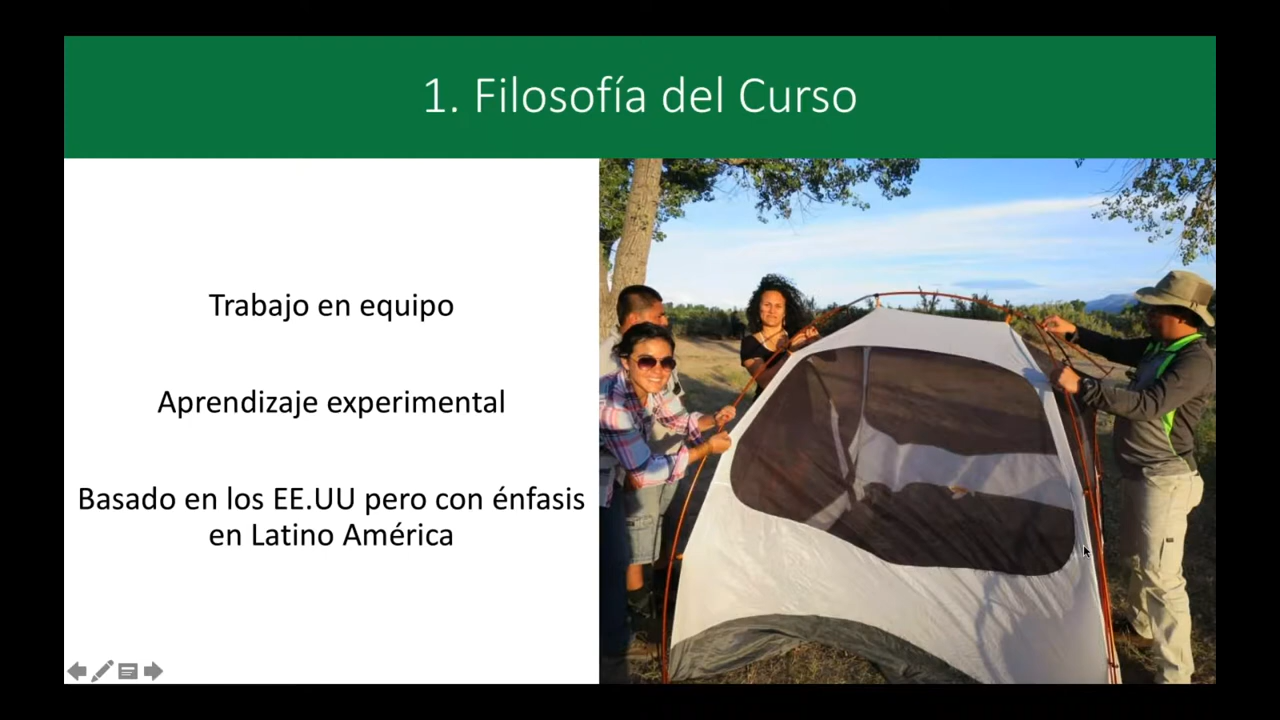 1. Filosofía del Curso
Trabajo en equipo
Aprendizaje experimental
Basado en los EE.UU pero con énfasis
en Latino América